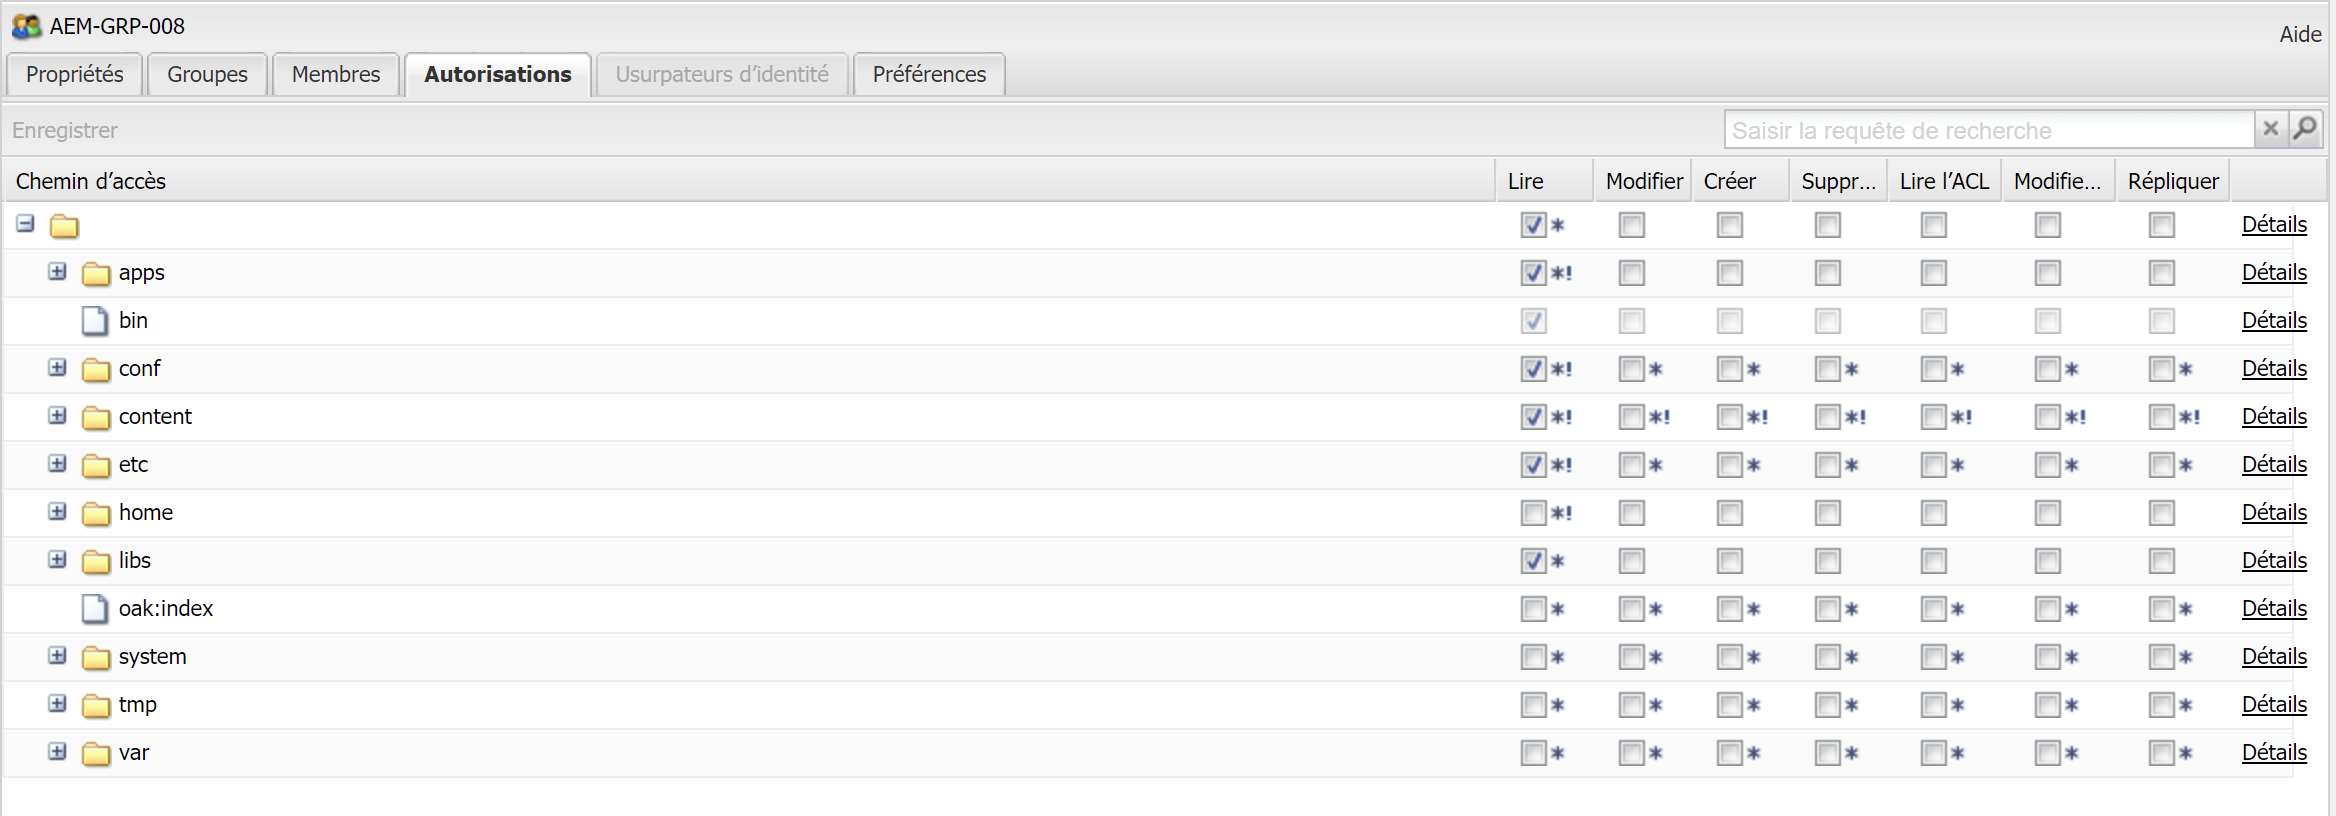 AEM-GRP-008
Aide
Propriétés Groupes Membres Autorisations Usurpateurs d’identité Préférences
Enregistrer
Saisir la requête de recherche
Chemin d’accès Lire Modifier Créer Suppr... Lire l’ACL Modifie... Répliquer
* Détails
apps *! Détails
bin Détails
conf *! * * * * * * Détails
content *! *! *! *! *! *! *! Détails
etc *! * * * * * * Détails
home *! Détails
libs * Détails
oak:index * * * * * * * Détails
system * * * * * * * Détails
tmp * * * * * * * Détails
var * * * * * * * Détails